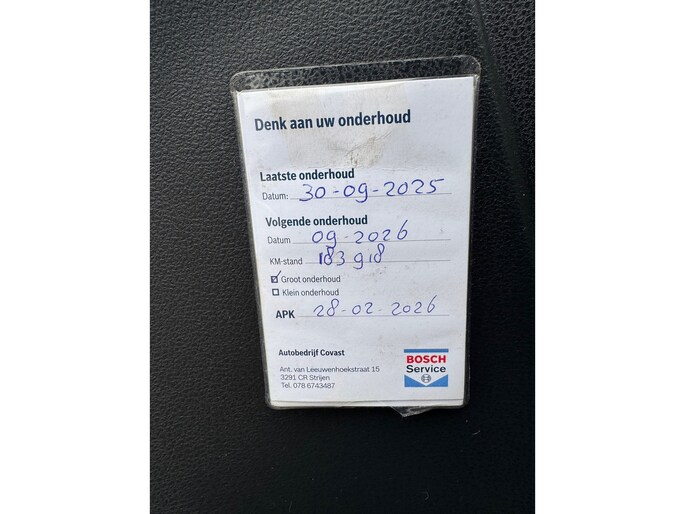 Denk aan uw onderhoud
Laatste onderhoud
Datum: 30-09-2025
Volgende onderhoud
Datum 09-2026
KM-stand 183918
Groot onderhoud
Klein onderhoud
APK 28-02-2026
Autobedrijf Covast
Ant. van Leeuwenhoekstraat 15
3291 CR Strijen
Tel. 078 6743487
BOSCH
Service